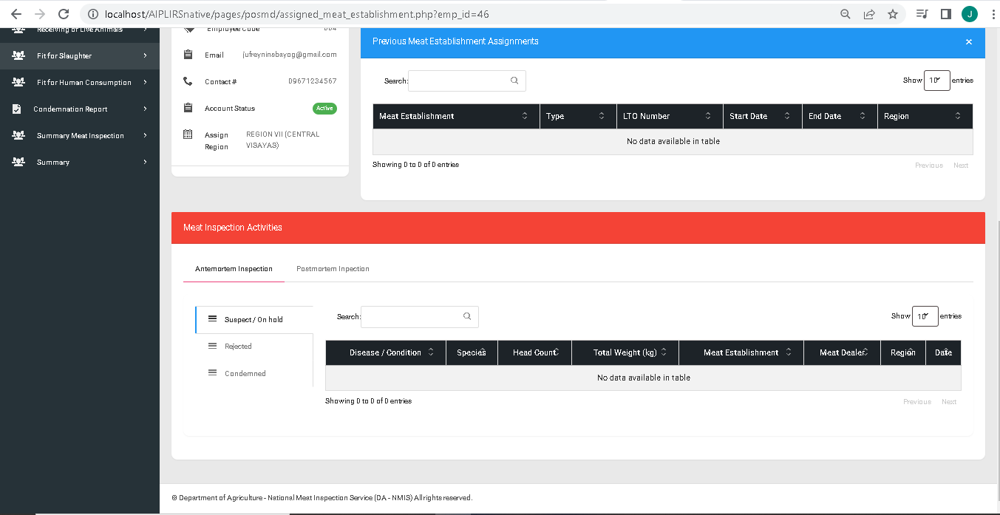 localhost/AIPLIRSnative/pages/posmd/assigned_meat_establishment.php?emp_id=46
J
Receiving of Live Animals
Fit for Slaughter
Fit for Human Consumption
Condemnation Report
Summary Meat Inspection
Summary
Employee Code
Email jufreyninsbayog@gmail.com
Contact # 09671234567
Account Status Active
Assign Region REGION VII (CENTRAL VISAYAS)
Previous Meat Establishment Assignments
Search: Show 10 entries
Meat Establishment Type LTO Number Start Date End Date Region
No data available in table
Showing 0 to 0 of 0 entries
Previous Next
Meat Inspection Activities
Antemortem Inspection Postmortem Inpection
Suspect / On hold
Rejected
Condemned
Search: Show 10 entries
Disease / Condition Species Head Count Total Weight (kg) Meat Establishment Meat Dealer Region Date
No data available in table
Showing 0 to 0 of 0 entries
Previous Next
© Department of Agriculture - National Meat Inspection Service (DA - NMIS) All rights reserved.